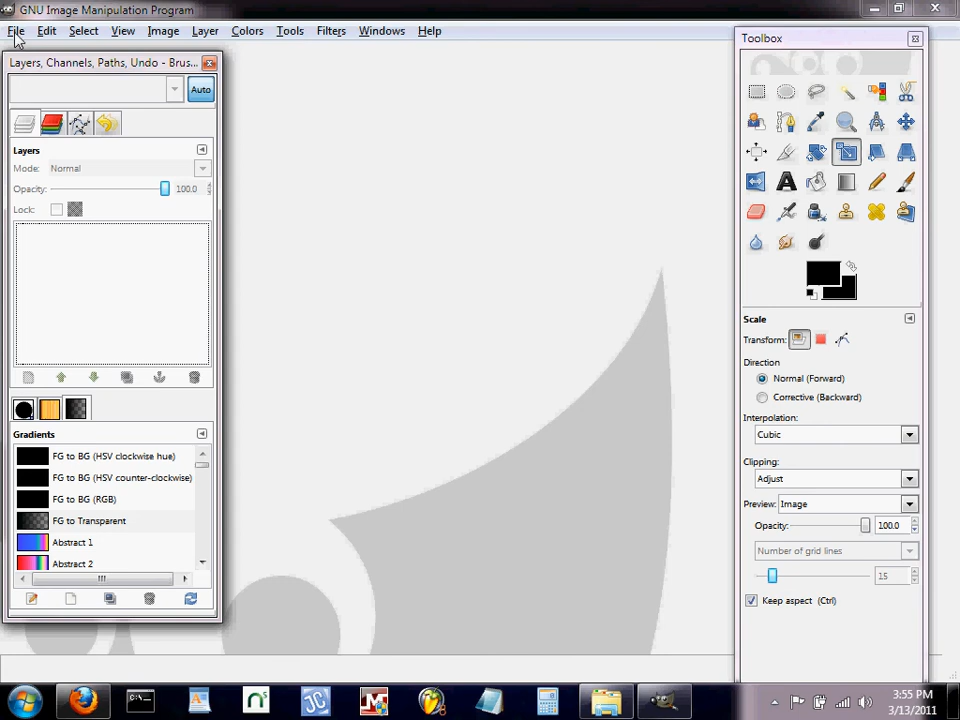 GNU Image Manipulation Program
File Edit Select View Image Layer Colors Tools Filters Windows Help
Layers, Channels, Paths, Undo - Brus...
Auto
Layers
Mode: Normal
Opacity: 100.0
Lock:
Gradients
FG to BG (HSV clockwise hue)
FG to BG (HSV counter-clockwise)
FG to BG (RGB)
FG to Transparent
Abstract 1
Abstract 2
Toolbox
Scale
Transform:
Direction
Normal (Forward)
Corrective (Backward)
Interpolation:
Cubic
Clipping:
Adjust
Preview: Image
Opacity: 100.0
Number of grid lines
15
Keep aspect (Ctrl)
3:55 PM
3/13/2011